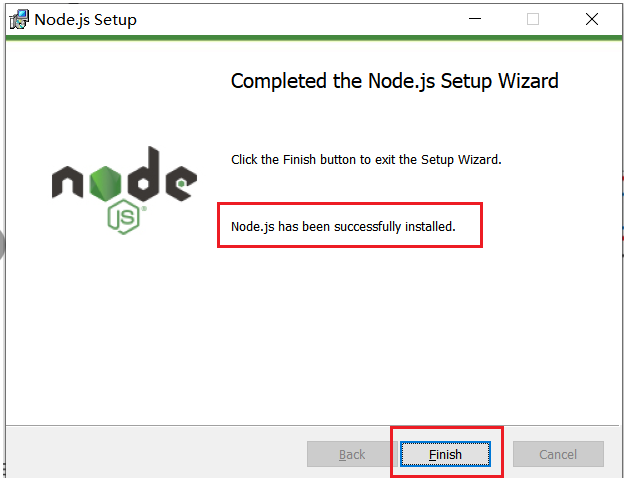 Node.js Setup
Completed the Node.js Setup Wizard
Click the Finish button to exit the Setup Wizard.
node
JS®
Node.js has been successfully installed.
Back
Finish
Cancel